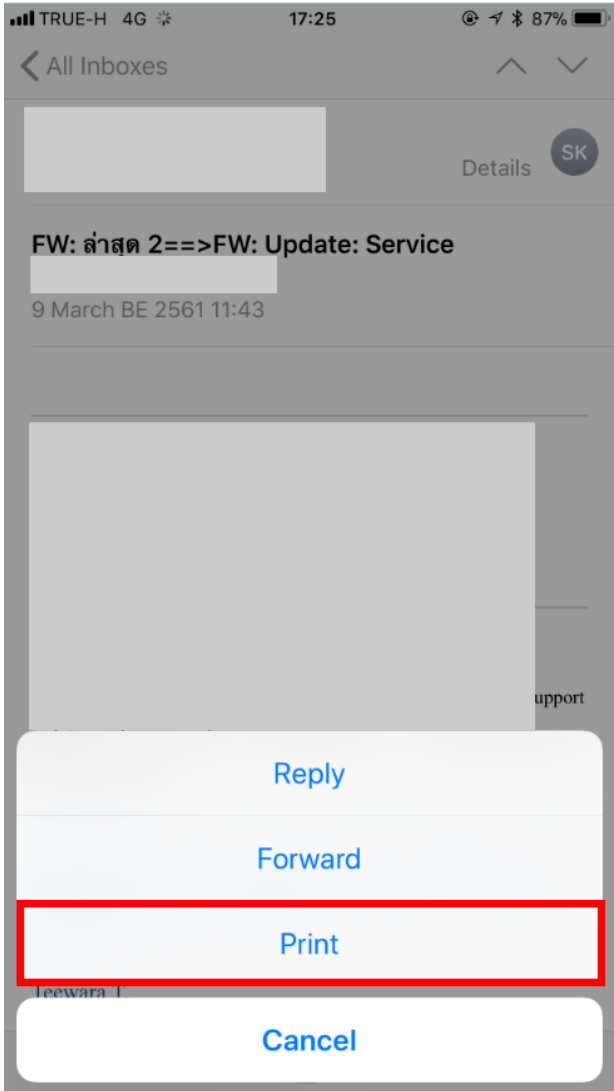 TRUE-H 4G 17:25 87%
All Inboxes
Details SK
FW: ล่าสุด 2==>FW: Update: Service
9 March BE 2561 11:43
upport
Reply
Forward
Print
Teewara T.
Cancel